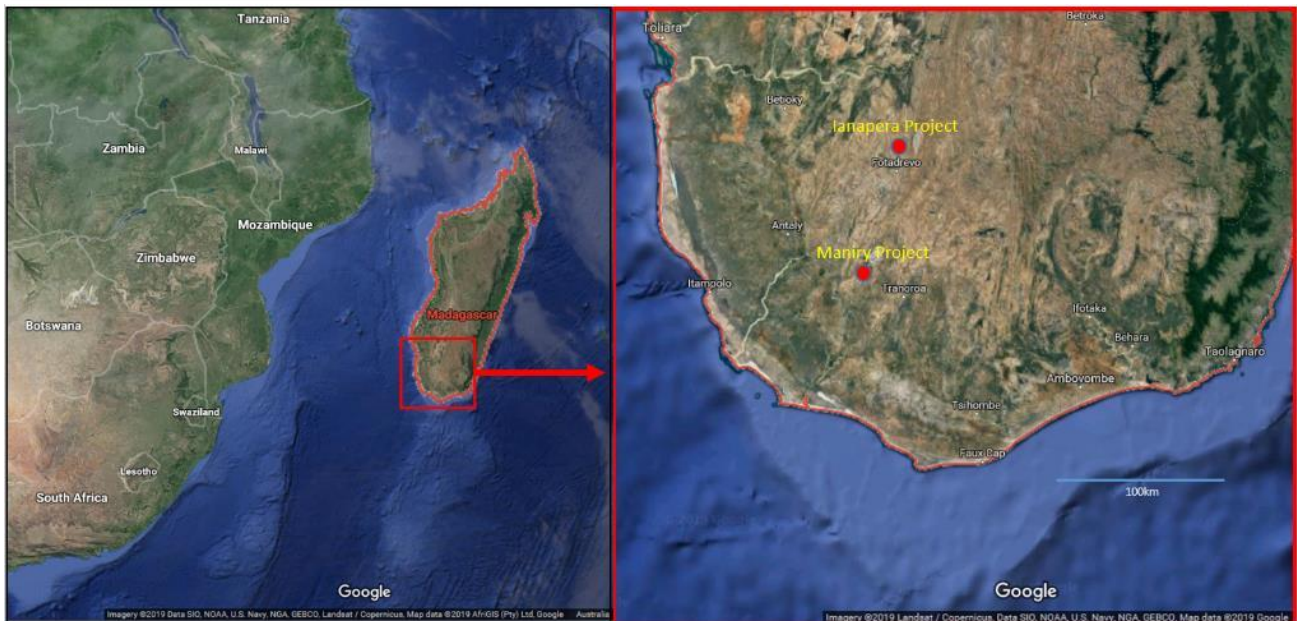 Tanzania
Zambia
Malawi
Mozambique
Zimbabwe
Madagascar
Botswana
Swaziland
Lesotho
South Africa
Google
Imagery ©2019 Data SIO, NOAA, U.S. Navy, NGA, GEBCO, Landsat / Copernicus, Map data ©2019 AfriGIS (Pty) Ltd, Google
Australia
Betroka
Toliara
Betioky
Ianapera Project
Fotadrevo
Antaly
Maniry Project
Itampolo
Tranoroa
Ifotaka
Behara
Taolagnaro
Ambovombe
Tsihombe
Faux Cap
100km
Google
Imagery ©2019 Landsat / Copernicus, Data SIO, NOAA, U.S. Navy, NGA, GEBCO, Map data ©2019 Google